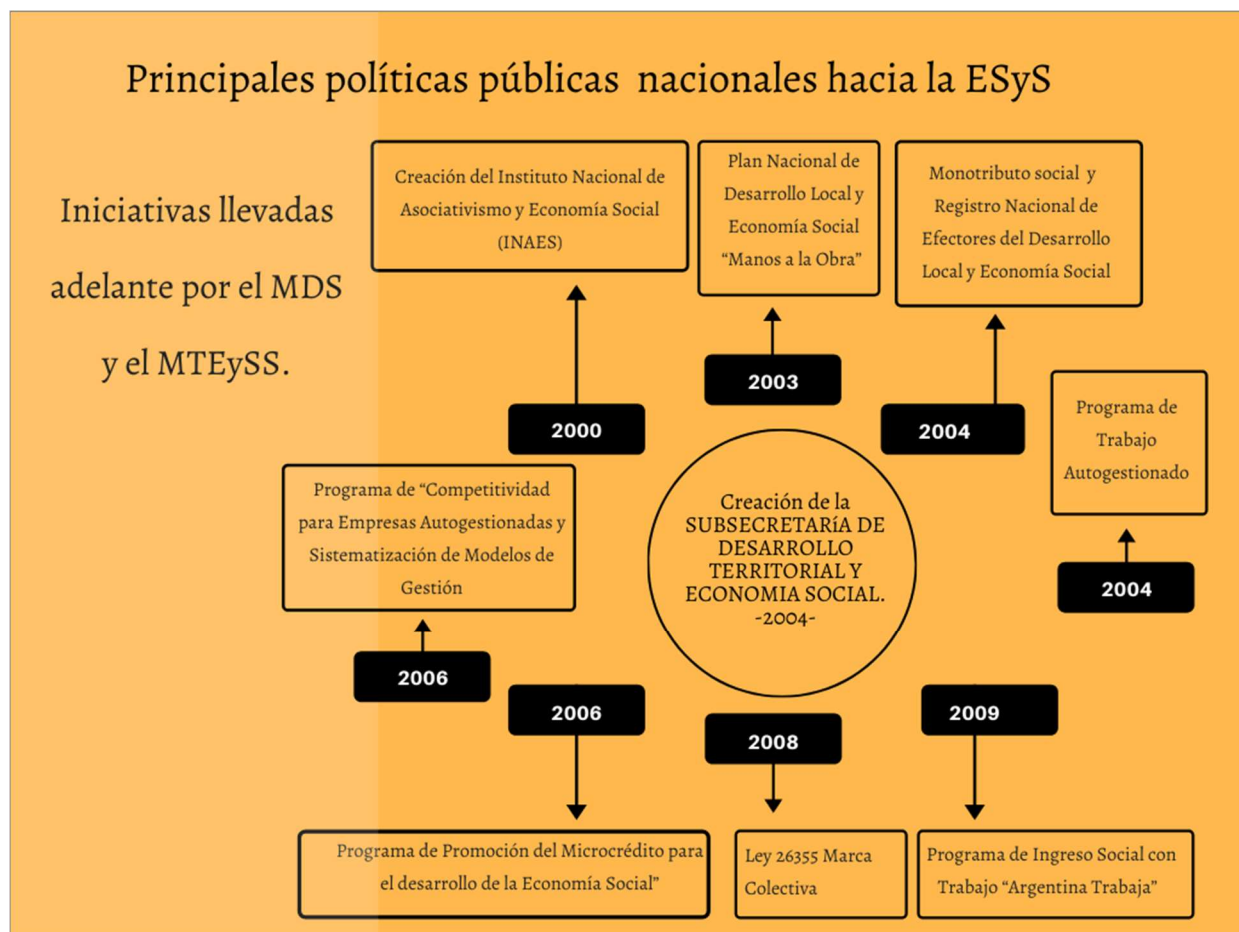 Principales políticas públicas nacionales hacia la ESyS
Iniciativas llevadas
adelante por el MDS
y el MTEySS.
Creación del Instituto Nacional de
Asociativismo y Economía Social
(INAES)
2000
Plan Nacional de
Desarrollo Local y
Economía Social
“Manos a la Obra”
2003
Monotributo social y
Registro Nacional de
Efectores del Desarrollo
Local y Economía Social
2004
Programa de
Trabajo
Autogestionado
2004
Creación de la
SUBSECRETARíA DE
DESARROLLO
TERRITORIAL Y
ECONOMIA SOCIAL.
-2004-
Programa de “Competitividad
para Empresas Autogestionadas y
Sistematización de Modelos de
Gestión
2006
2006
Programa de Promoción del Microcrédito para
el desarrollo de la Economía Social”
2008
Ley 26355 Marca
Colectiva
2009
Programa de Ingreso Social con
Trabajo “Argentina Trabaja”